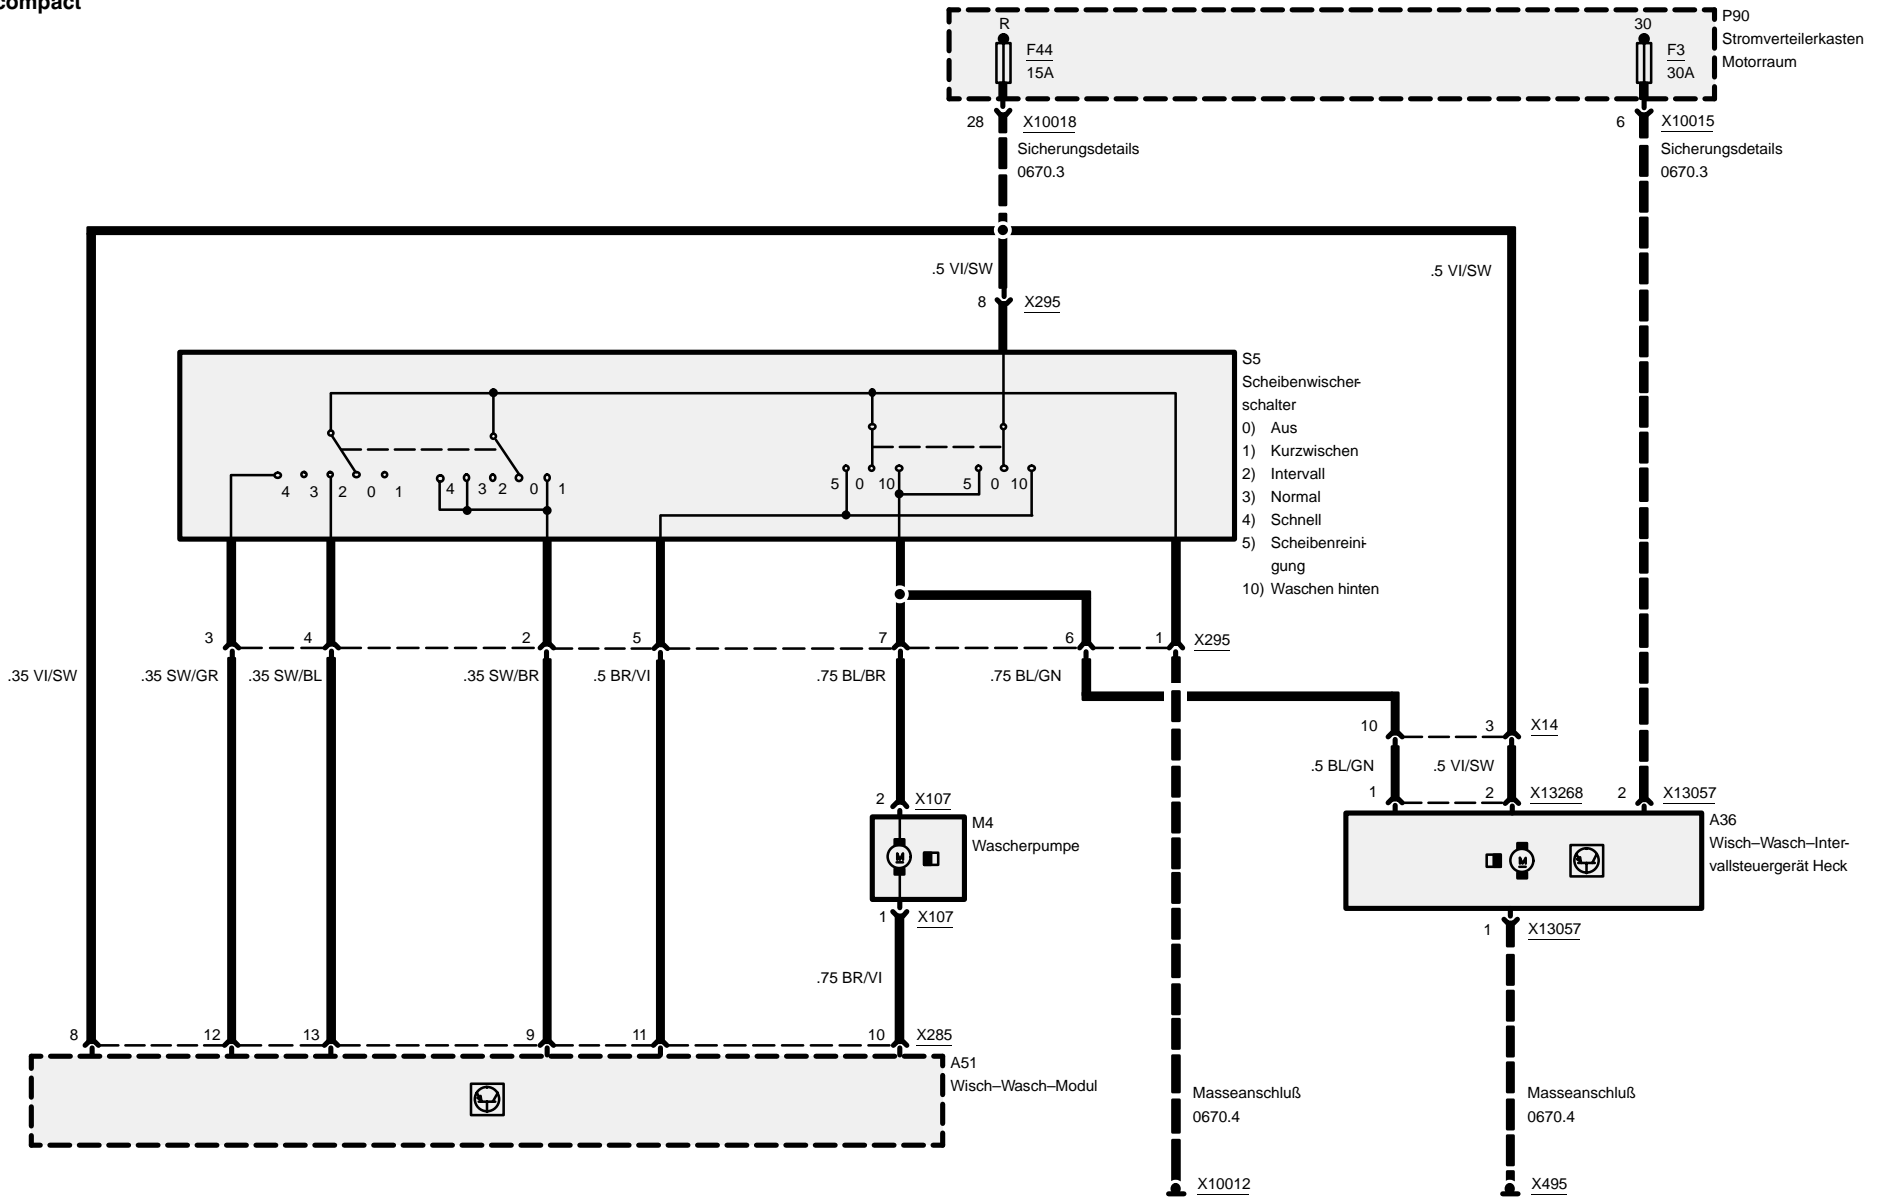 compact
P90
Stromverteilerkasten
Motorraum
R
F44
15A
30
F3
30A
28 X10018
Sicherungsdetails
0670.3
6 X10015
Sicherungsdetails
0670.3
.5 VI/SW
.5 VI/SW
8 X295
S5
Scheibenwischer-
schalter
0) Aus
1) Kurzwischen
2) Intervall
3) Normal
4) Schnell
5) Scheibenreini-
gung
10) Waschen hinten
4 3 2 0 1
4 3 2 0 1
5 0 10
5 0 10
3 4 2 5 7 6 1 X295
.35 VI/SW .35 SW/GR .35 SW/BL .35 SW/BR .5 BR/VI .75 BL/BR .75 BL/GN
10 3 X14
.5 BL/GN .5 VI/SW
1 2 X13268
2 X13057
2 X107
M4
Wascherpumpe
M
1 X107
A36
Wisch–Wasch–Inter-
vallsteuergerät Heck
M
1 X13057
.75 BR/VI
8 12 13 9 11 10 X285
A51
Wisch–Wasch–Modul
Masseanschluß
0670.4
Masseanschluß
0670.4
X10012
X495